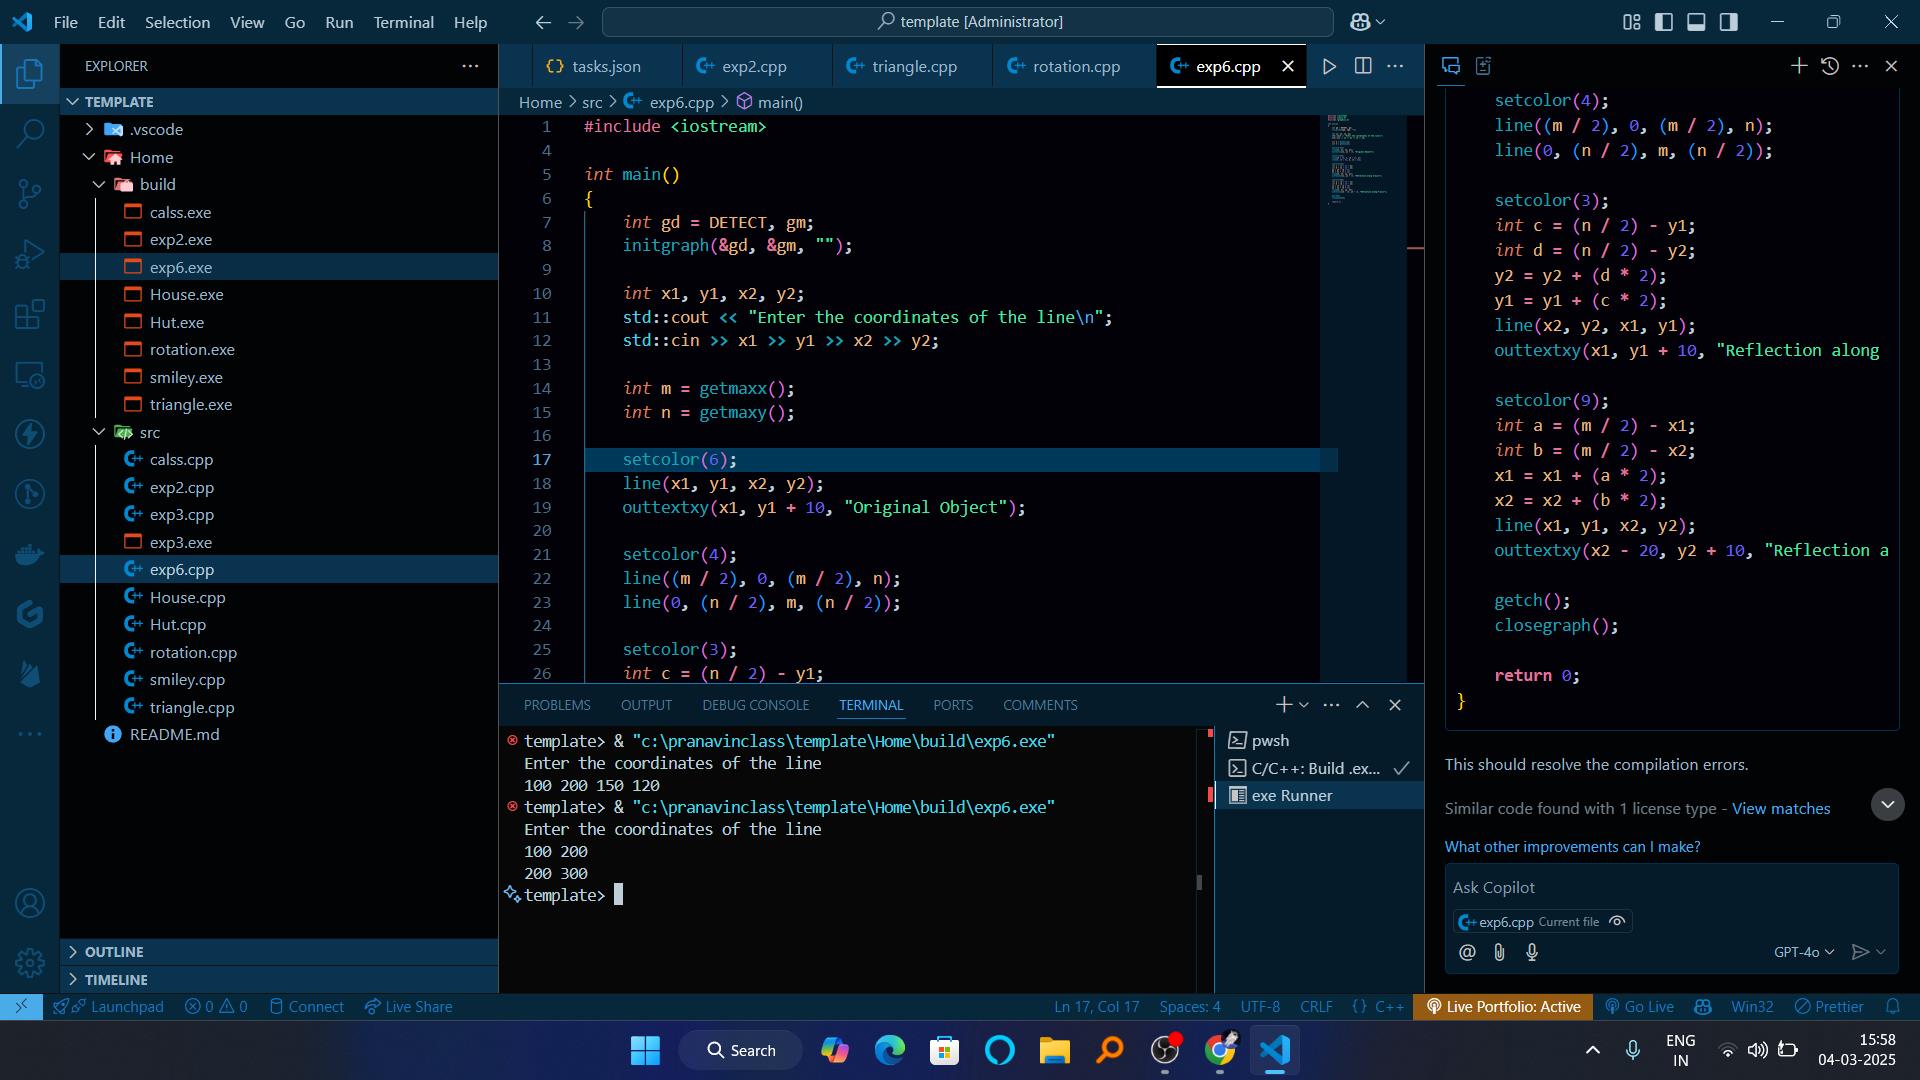 File Edit Selection View Go Run Terminal Help
template [Administrator]
EXPLORER
TEMPLATE
.vscode
Home
build
calss.exe
exp2.exe
exp6.exe
House.exe
Hut.exe
rotation.exe
smiley.exe
triangle.exe
src
calss.cpp
exp2.cpp
exp3.cpp
exp3.exe
exp6.cpp
House.cpp
Hut.cpp
rotation.cpp
smiley.cpp
triangle.cpp
README.md
OUTLINE
TIMELINE
tasks.json exp2.cpp triangle.cpp rotation.cpp exp6.cpp
Home > src > exp6.cpp > main()
1 #include <iostream>
4
5 int main()
6 {
7 int gd = DETECT, gm;
8 initgraph(&gd, &gm, "");
9
10 int x1, y1, x2, y2;
11 std::cout << "Enter the coordinates of the line\n";
12 std::cin >> x1 >> y1 >> x2 >> y2;
13
14 int m = getmaxx();
15 int n = getmaxy();
16
17 setcolor(6);
18 line(x1, y1, x2, y2);
19 outtextxy(x1, y1 + 10, "Original Object");
20
21 setcolor(4);
22 line((m / 2), 0, (m / 2), n);
23 line(0, (n / 2), m, (n / 2));
24
25 setcolor(3);
26 int c = (n / 2) - y1;
PROBLEMS OUTPUT DEBUG CONSOLE TERMINAL PORTS COMMENTS
template> & "c:\pranavinclass\template\Home\build\exp6.exe"
Enter the coordinates of the line
100 200 150 120
template> & "c:\pranavinclass\template\Home\build\exp6.exe"
Enter the coordinates of the line
100 200
200 300
template>
pwsh
C/C++: Build .ex...
exe Runner
setcolor(4);
line((m / 2), 0, (m / 2), n);
line(0, (n / 2), m, (n / 2));
setcolor(3);
int c = (n / 2) - y1;
int d = (n / 2) - y2;
y2 = y2 + (d * 2);
y1 = y1 + (c * 2);
line(x2, y2, x1, y1);
outtextxy(x1, y1 + 10, "Reflection along
setcolor(9);
int a = (m / 2) - x1;
int b = (m / 2) - x2;
x1 = x1 + (a * 2);
x2 = x2 + (b * 2);
line(x1, y1, x2, y2);
outtextxy(x2 - 20, y2 + 10, "Reflection a
getch();
closegraph();
return 0;
}
This should resolve the compilation errors.
Similar code found with 1 license type - View matches
What other improvements can I make?
Ask Copilot
exp6.cpp Current file
@ GPT-4o
Launchpad 0 0 Connect Live Share
Ln 17, Col 17 Spaces: 4 UTF-8 CRLF {} C++ Live Portfolio: Active Go Live Win32 Prettier
Search
ENG
IN
15:58
04-03-2025